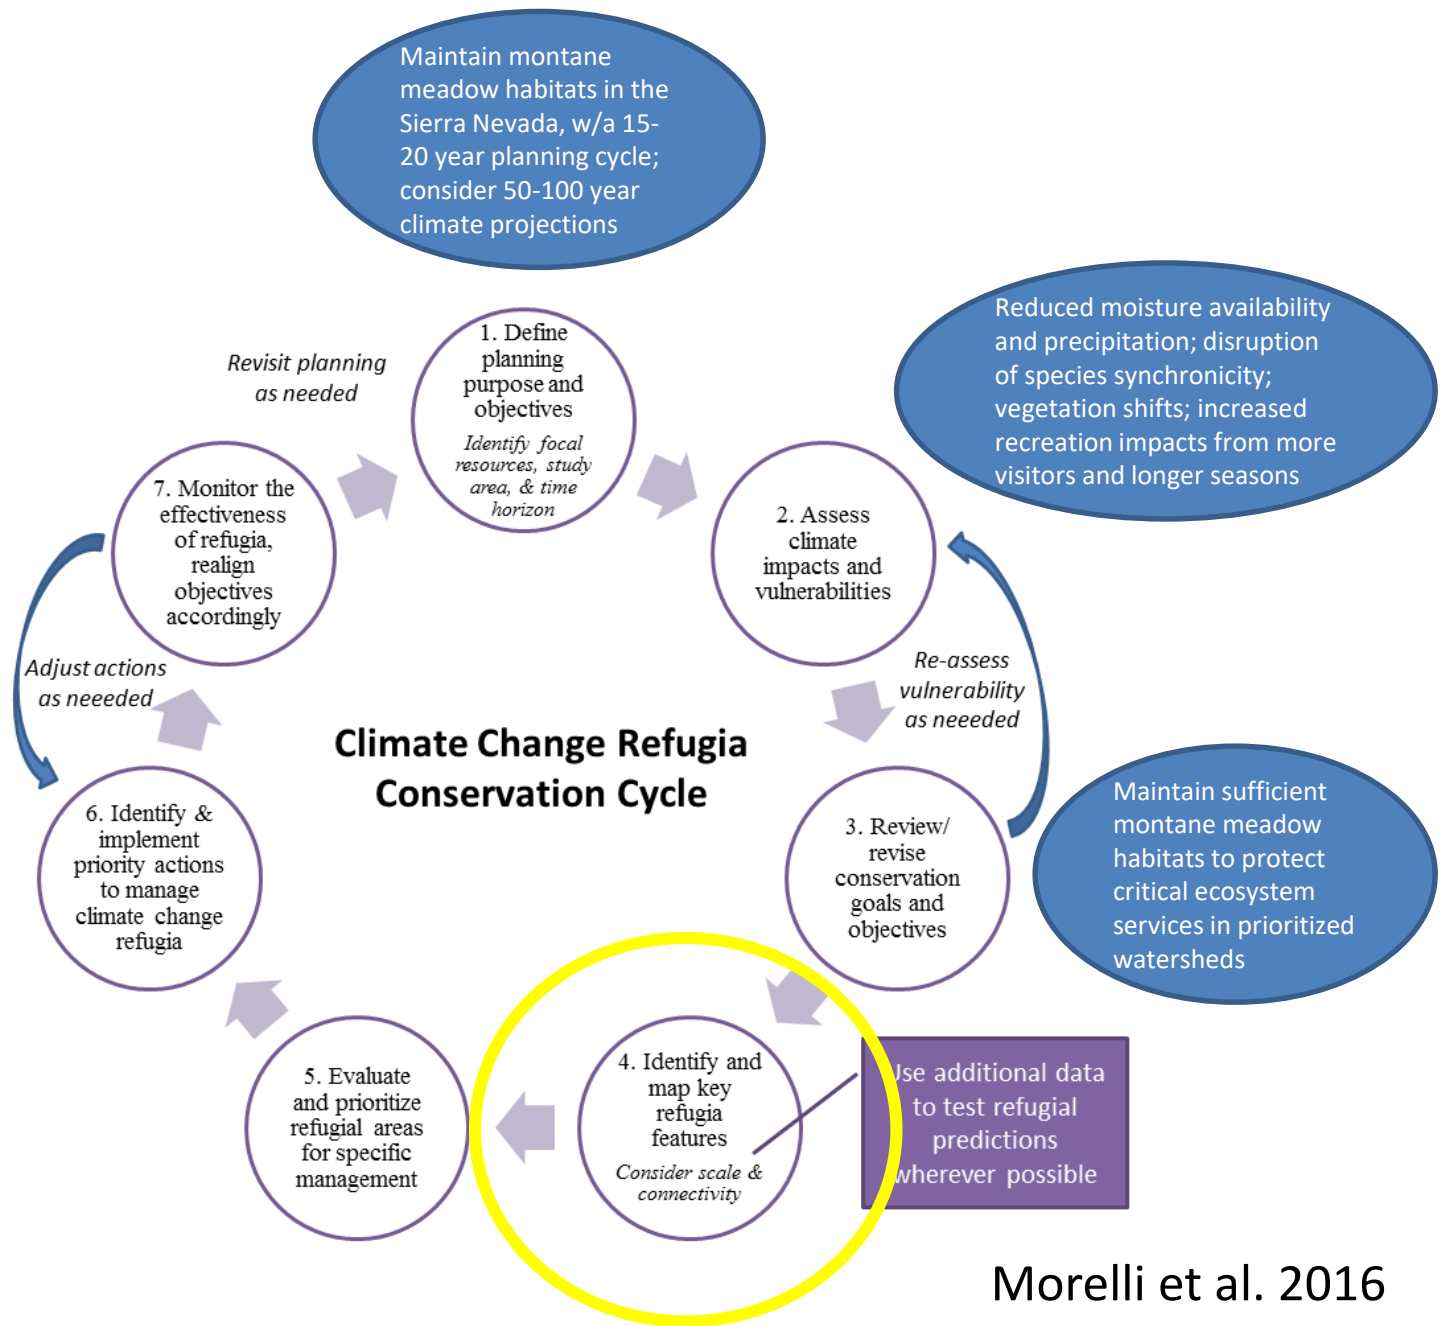 Maintain montane
meadow habitats in the
Sierra Nevada, w/a 15-
20 year planning cycle;
consider 50-100 year
climate projections
Reduced moisture availability
and precipitation; disruption
of species synchronicity;
vegetation shifts; increased
recreation impacts from more
visitors and longer seasons
1. Define
planning
purpose and
objectives
Identify focal
resources, study
area, & time
horizon
Revisit planning
as needed
7. Monitor the
effectiveness
of refugia,
realign
objectives
accordingly
2. Assess
climate
impacts and
vulnerabilities
Adjust actions
as neeeded
Re-assess
vulnerability
as neeeded
Climate Change Refugia
Conservation Cycle
6. Identify &
implement
priority actions
to manage
climate change
refugia
3. Review/
revise
conservation
goals and
objectives
Maintain sufficient
montane meadow
habitats to protect
critical ecosystem
services in prioritized
watersheds
5. Evaluate
and prioritize
refugial areas
for specific
management
4. Identify and
map key
refugia
features
Consider scale &
connectivity
Use additional data
to test refugial
predictions
wherever possible
Morelli et al. 2016